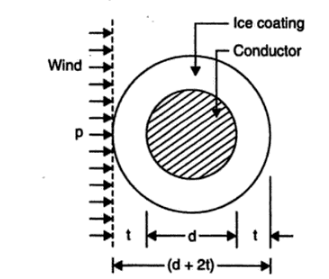 Ice coating
Conductor
Wind
p
t d t
(d + 2t)